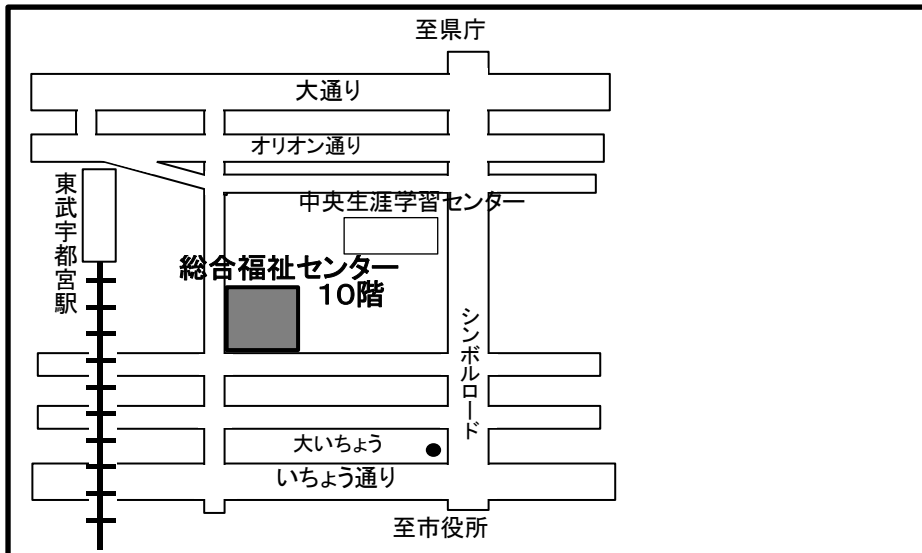 至県庁
大通り
オリオン通り
東武宇都宮駅
中央生涯学習センター
総合福祉センター
10階
シンボルロード
大いちょう
いちょう通り
至市役所